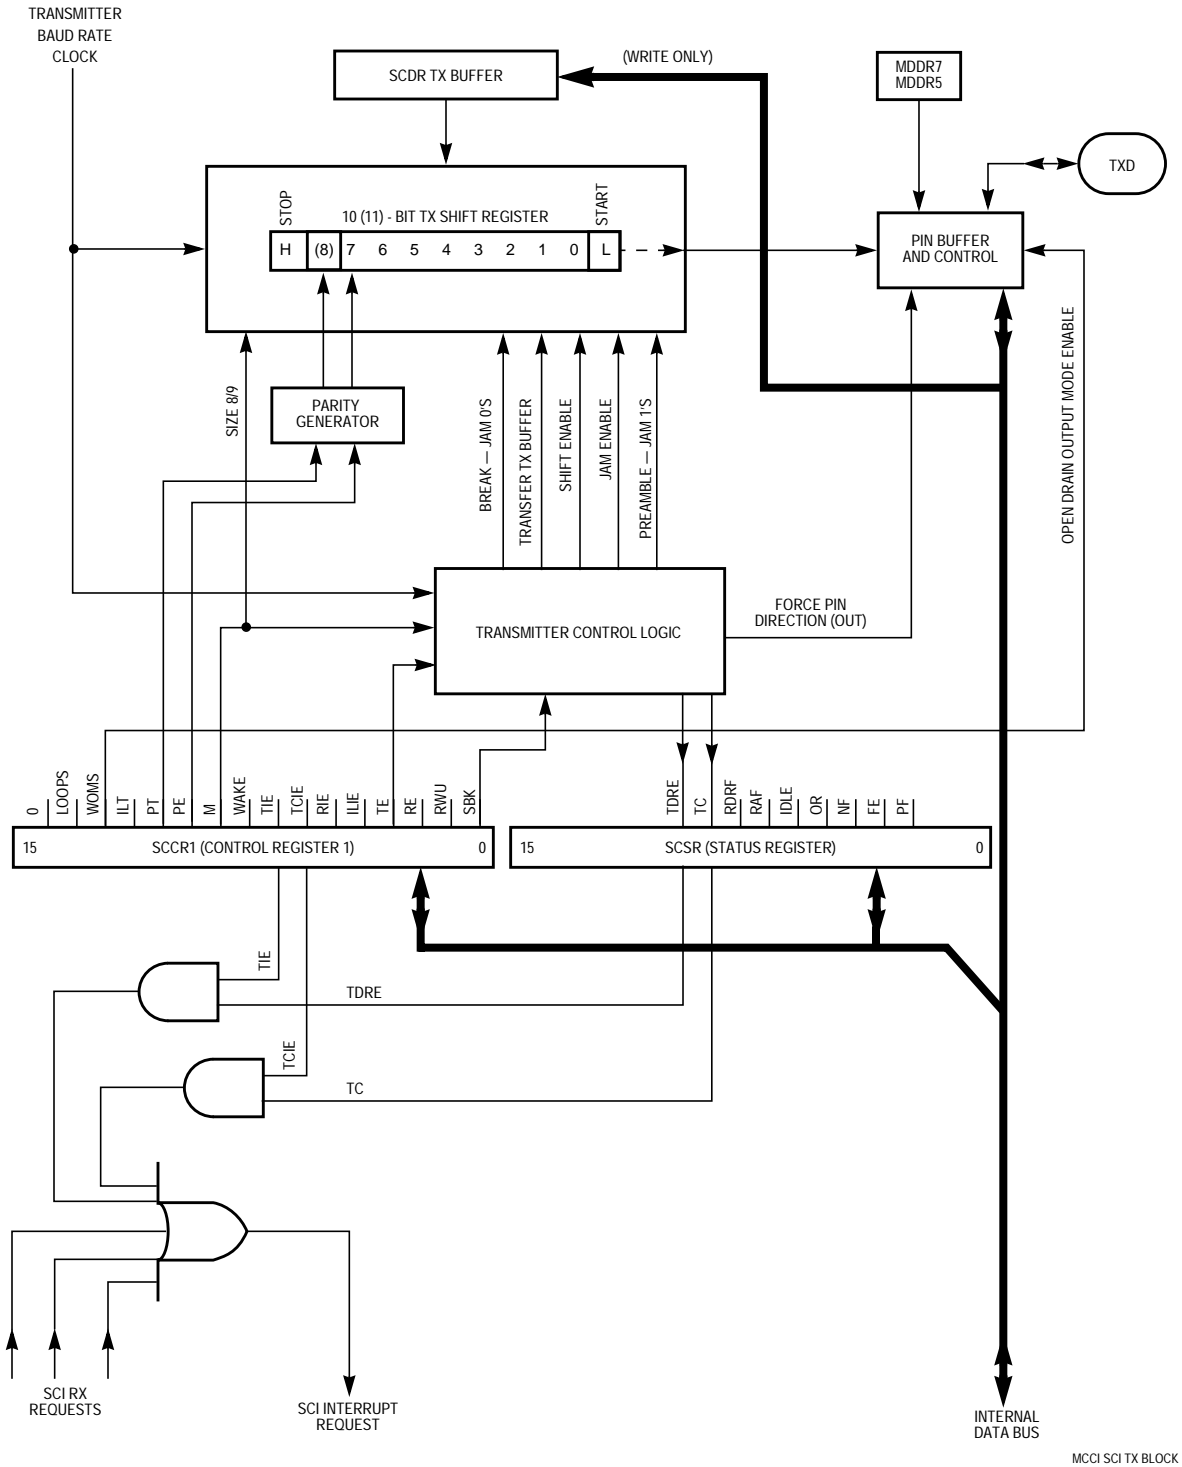 TRANSMITTER
BAUD RATE
CLOCK
SCDR TX BUFFER
(WRITE ONLY)
MDDR7
MDDR5
TXD
STOP
10 (11) - BIT TX SHIFT REGISTER
START
H (8) 7 6 5 4 3 2 1 0 L
PIN BUFFER
AND CONTROL
SIZE 8/9
PARITY
GENERATOR
BREAK — JAM 0'S
TRANSFER TX BUFFER
SHIFT ENABLE
JAM ENABLE
PREAMBLE — JAM 1'S
OPEN DRAIN OUTPUT MODE ENABLE
TRANSMITTER CONTROL LOGIC
FORCE PIN
DIRECTION (OUT)
0
LOOPS
WOMS
ILT
PT
PE
M
WAKE
TIE
TCIE
RIE
ILIE
TE
RE
RWU
SBK
TDRE
TC
RDRF
RAF
IDLE
OR
NF
FE
PF
15 SCCR1 (CONTROL REGISTER 1) 0
15 SCSR (STATUS REGISTER) 0
TIE
TDRE
TCIE
TC
SCI RX
REQUESTS
SCI INTERRUPT
REQUEST
INTERNAL
DATA BUS
MCCI SCI TX BLOCK